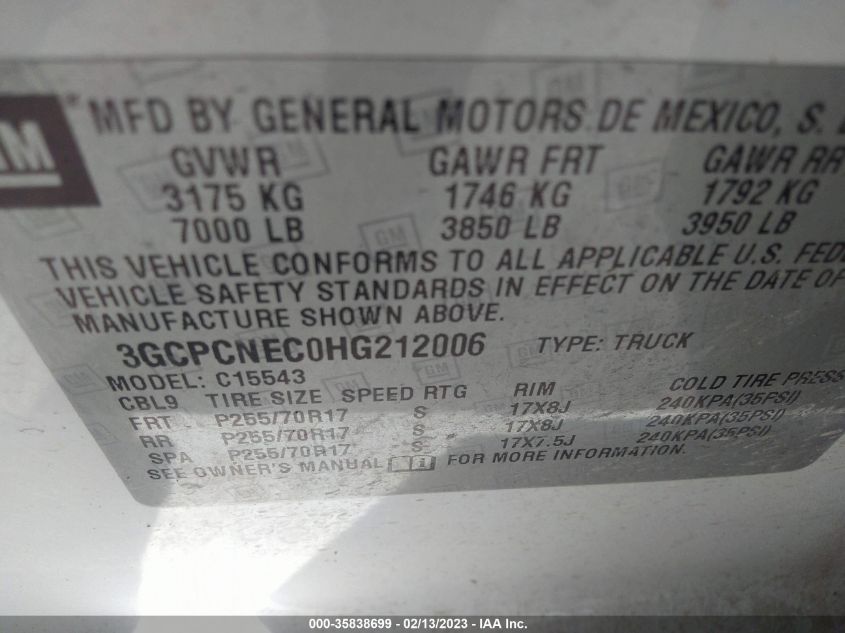 GM
MFD BY GENERAL MOTORS DE MEXICO, S.
GVWR GAWR FRT GAWR RR
3175 KG 1746 KG 1792 KG
7000 LB 3850 LB 3950 LB
THIS VEHICLE CONFORMS TO ALL APPLICABLE U.S. FEDE
VEHICLE SAFETY STANDARDS IN EFFECT ON THE DATE OF
MANUFACTURE SHOWN ABOVE.
3GCPCNEC0HG212006 TYPE: TRUCK
MODEL: C15543
CBL9 TIRE SIZE SPEED RTG RIM COLD TIRE PRESS
FRT P255/70R17 S 17X8J 240KPA(35PSI)
RR P255/70R17 S 17X8J 240KPA(35PSI)
SPA P255/70R17 S 17X7.5J 240KPA(35PSI)
SEE OWNER'S MANUAL FOR MORE INFORMATION.
000-35838699 - 02/13/2023 - IAA Inc.